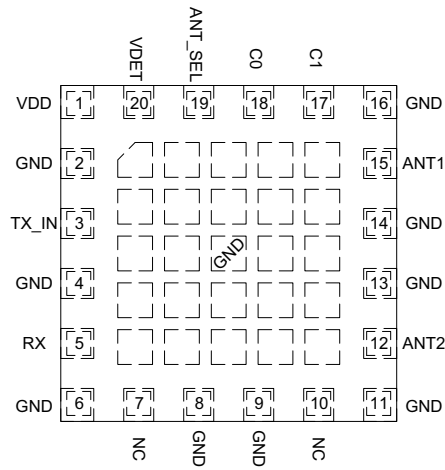 VDET
ANT_SEL
C0
C1
VDD 1 20 19 18 17 16 GND
GND 2 15 ANT1
TX_IN 3 14 GND
GND
GND 4 13 GND
RX 5 12 ANT2
GND 6 7 8 9 10 11 GND
NC
GND
GND
NC